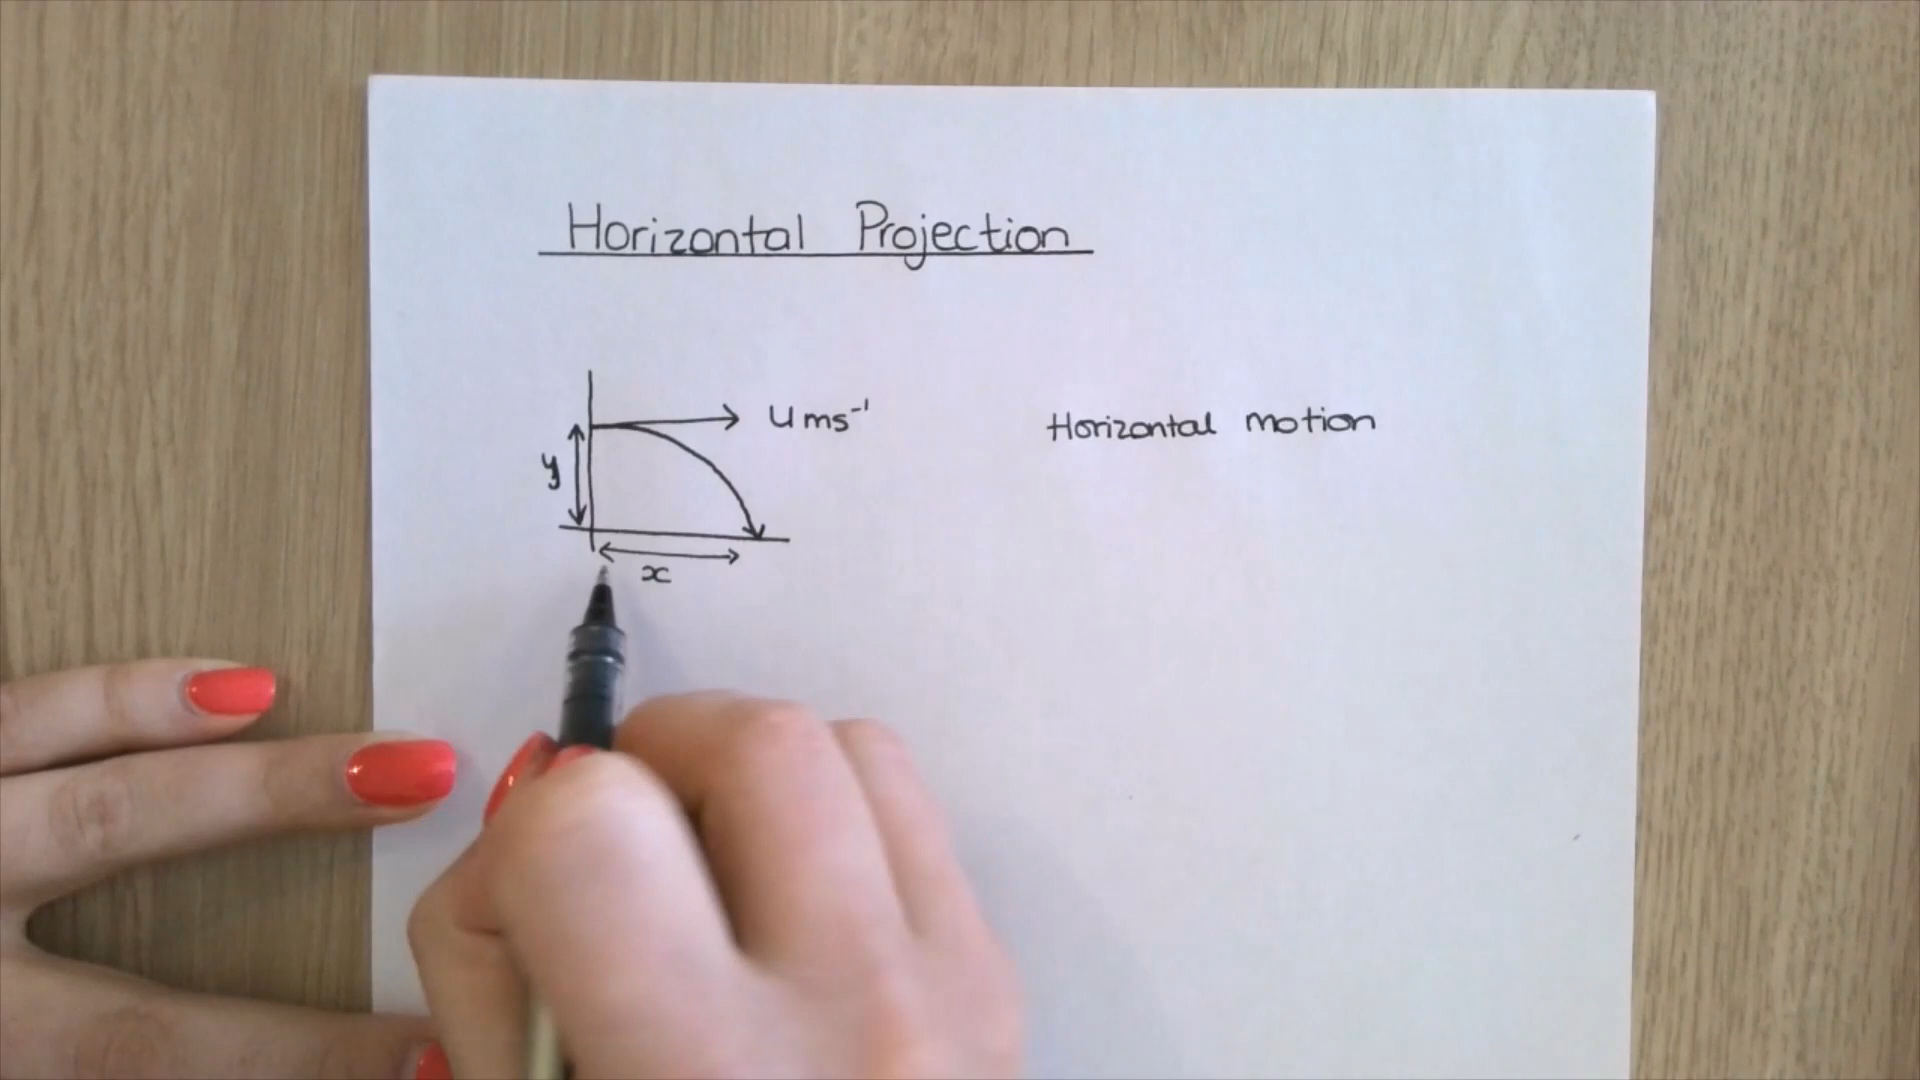 Horizontal Projection
U ms⁻¹
Horizontal motion
y
x